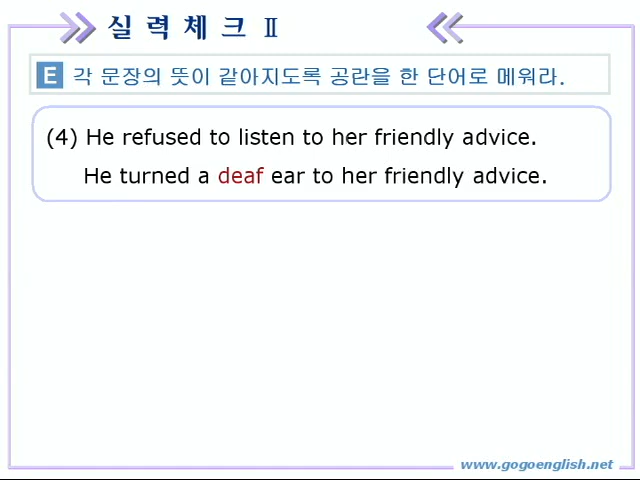 실 력 체 크 Ⅱ
E 각 문장의 뜻이 같아지도록 공란을 한 단어로 메워라.
(4) He refused to listen to her friendly advice.
He turned a deaf ear to her friendly advice.
www.gogoenglish.net